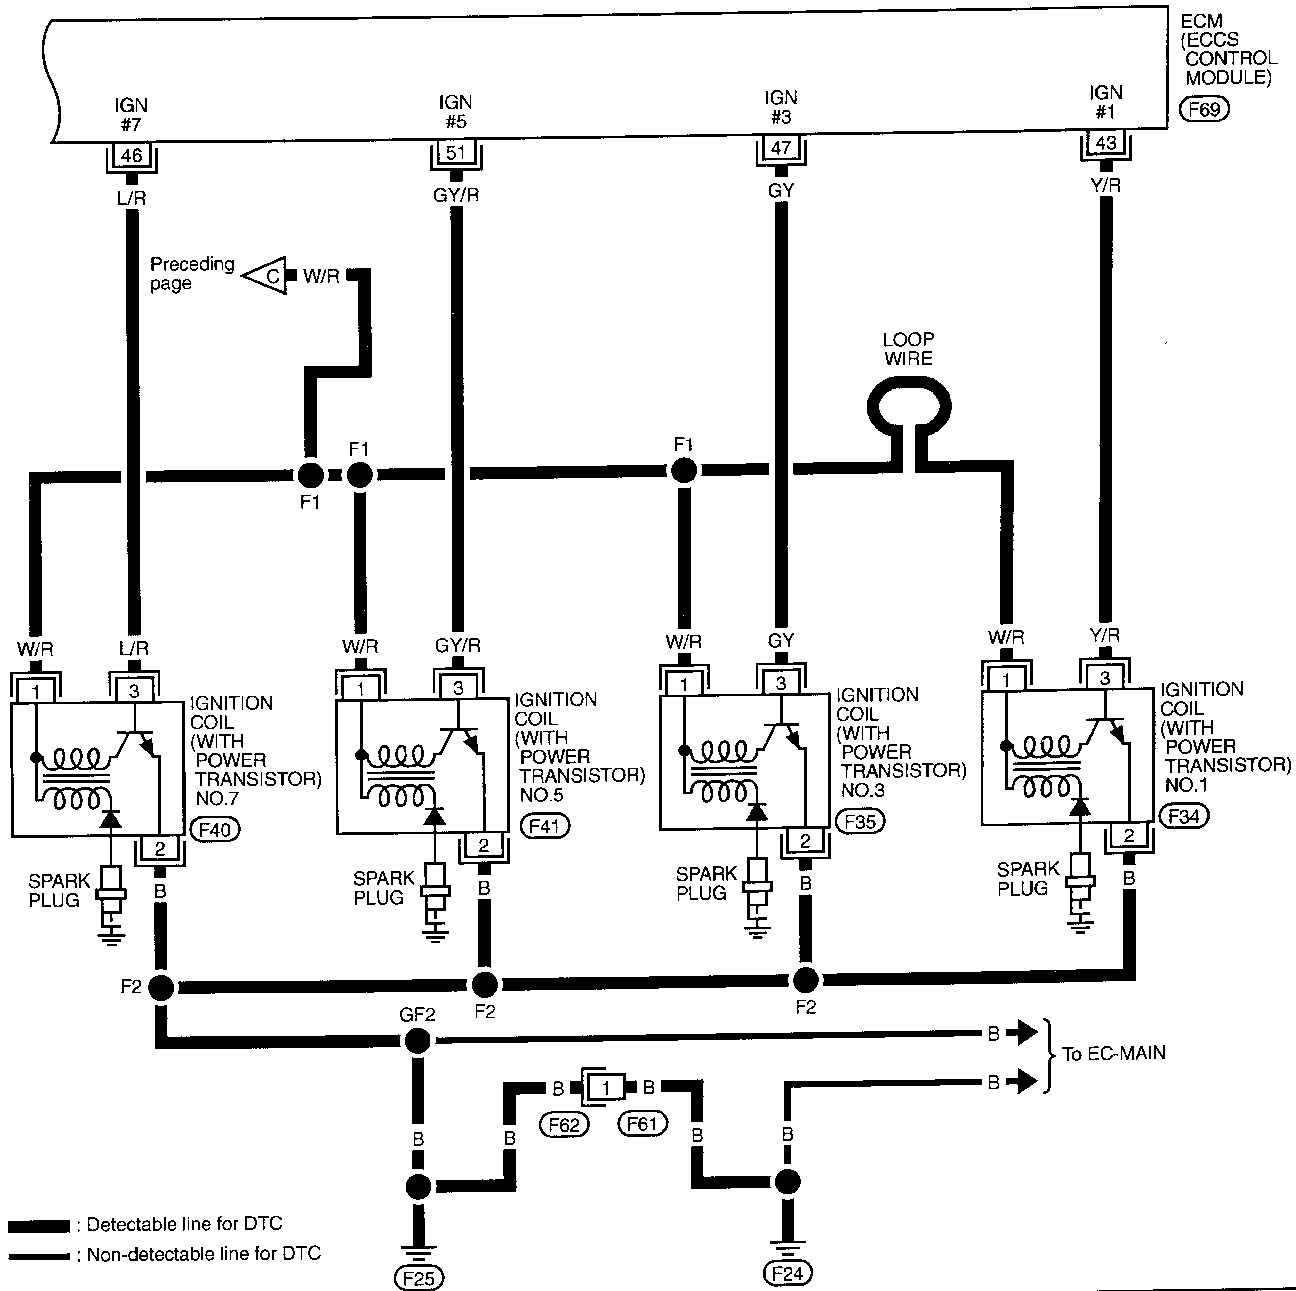 ECM
(ECCS
CONTROL
MODULE)
F69
IGN
#7
IGN
#5
IGN
#3
IGN
#1
46
51
47
43
L/R
GY/R
GY
Y/R
Preceding
page
C
W/R
LOOP
WIRE
F1
F1
F1
W/R
L/R
W/R
GY/R
W/R
GY
W/R
Y/R
1
3
1
3
1
3
1
3
IGNITION
COIL
(WITH
POWER
TRANSISTOR)
NO.7
F40
IGNITION
COIL
(WITH
POWER
TRANSISTOR)
NO.5
F41
IGNITION
COIL
(WITH
POWER
TRANSISTOR)
NO.3
F35
IGNITION
COIL
(WITH
POWER
TRANSISTOR)
NO.1
F34
2
2
2
2
SPARK
PLUG
B
SPARK
PLUG
B
SPARK
PLUG
B
SPARK
PLUG
B
F2
F2
F2
GF2
B
B
To EC-MAIN
B
1
B
F62
F61
B
B
B
B
: Detectable line for DTC
: Non-detectable line for DTC
F25
F24